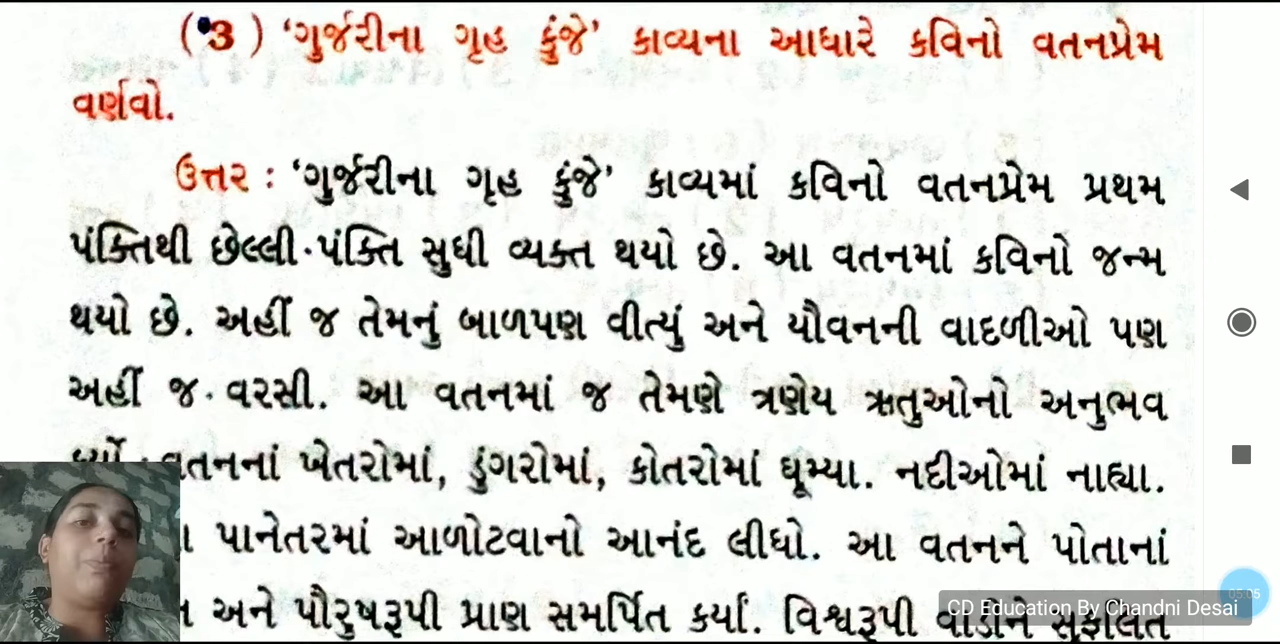 (3) ‘ગુર્જરીના ગૃહ કુંજે’ કાવ્યના આધારે કવિનો વતનપ્રેમ
વર્ણવો.
ઉત્તર : ‘ગુર્જરીના ગૃહ કુંજે’ કાવ્યમાં કવિનો વતનપ્રેમ પ્રથમ
પંક્તિથી છેલ્લી પંક્તિ સુધી વ્યક્ત થયો છે. આ વતનમાં કવિનો જન્મ
થયો છે. અહીં જ તેમનું બાળપણ વીત્યું અને યૌવનની વાદળીઓ પણ
અહીં જ વરસી. આ વતનમાં જ તેમણે ત્રણેય ઋતુઓનો અનુભવ
વતનનાં ખેતરોમાં, ડુંગરોમાં, કોતરોમાં ઘૂમ્યા. નદીઓમાં નાહ્યા.
પાનેતરમાં આળોટવાનો આનંદ લીધો. આ વતનને પોતાનાં
અને પૌરુષરૂપી પ્રાણ સમર્પિત કર્યાં. વિશ્વરૂપી વાડીને સુફલિત
CD Education By Chandni Desai
05:05